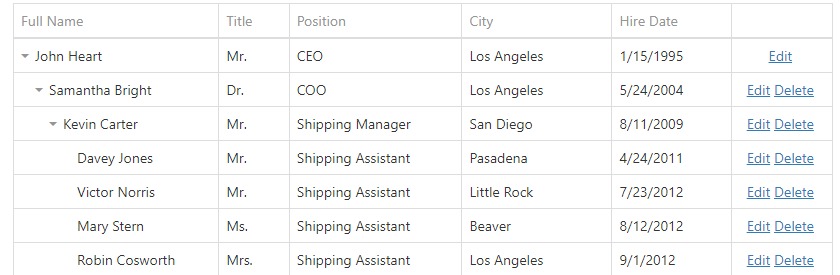 Full Name Title Position City Hire Date
John Heart Mr. CEO Los Angeles 1/15/1995 Edit
Samantha Bright Dr. COO Los Angeles 5/24/2004 Edit Delete
Kevin Carter Mr. Shipping Manager San Diego 8/11/2009 Edit Delete
Davey Jones Mr. Shipping Assistant Pasadena 4/24/2011 Edit Delete
Victor Norris Mr. Shipping Assistant Little Rock 7/23/2012 Edit Delete
Mary Stern Ms. Shipping Assistant Beaver 8/12/2012 Edit Delete
Robin Cosworth Mrs. Shipping Assistant Los Angeles 9/1/2012 Edit Delete